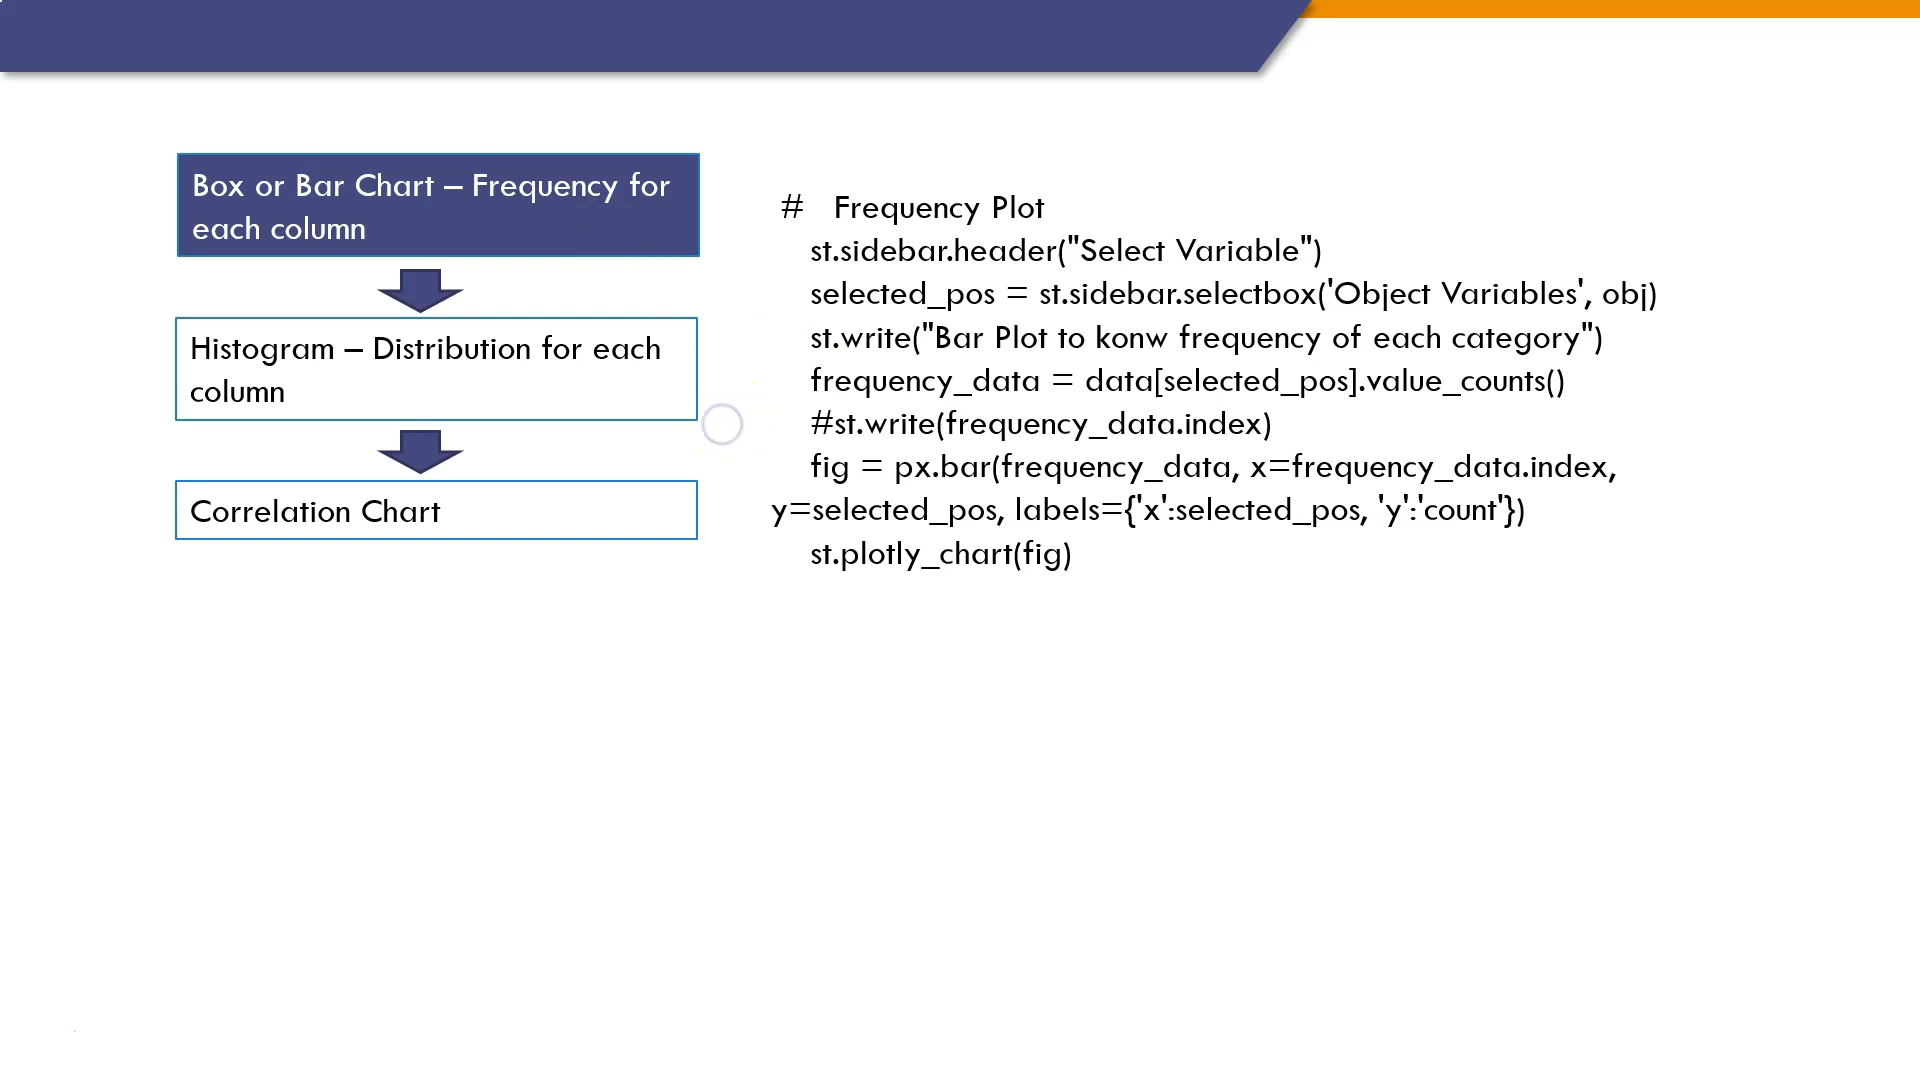 Box or Bar Chart – Frequency for
each column
Histogram – Distribution for each
column
Correlation Chart
# Frequency Plot
st.sidebar.header("Select Variable")
selected_pos = st.sidebar.selectbox('Object Variables', obj)
st.write("Bar Plot to konw frequency of each category")
frequency_data = data[selected_pos].value_counts()
#st.write(frequency_data.index)
fig = px.bar(frequency_data, x=frequency_data.index,
y=selected_pos, labels={'x':selected_pos, 'y':'count'})
st.plotly_chart(fig)